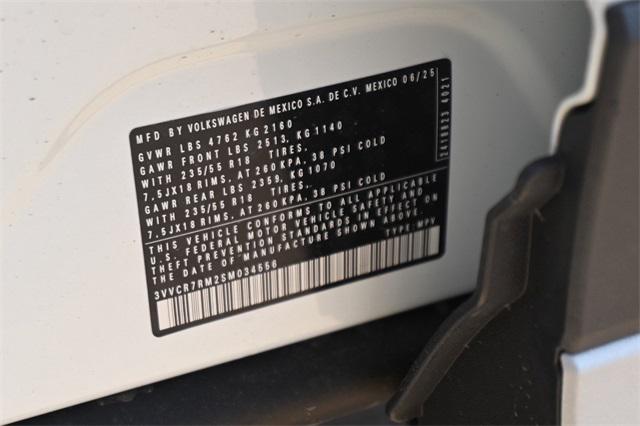 MFD BY VOLKSWAGEN DE MEXICO S.A. DE C.V. MEXICO 06/25
GVWR LBS 4762 KG 2160
GAWR FRONT LBS 2513, KG 1140
WITH 235/55 R18 TIRES,
7.5JX18 RIMS, AT 260 KPA, 38 PSI COLD
GAWR REAR LBS 2359, KG 1070
WITH 235/55 R18 TIRES,
7.5JX18 RIMS, AT 260 KPA, 38 PSI COLD
THIS VEHICLE CONFORMS TO ALL APPLICABLE
U.S. FEDERAL MOTOR VEHICLE SAFETY AND
THEFT PREVENTION STANDARDS IN EFFECT ON
THE DATE OF MANUFACTURE SHOWN ABOVE.
3VVCR7RM2SM034556 TYPE: MPV
2418823 4021